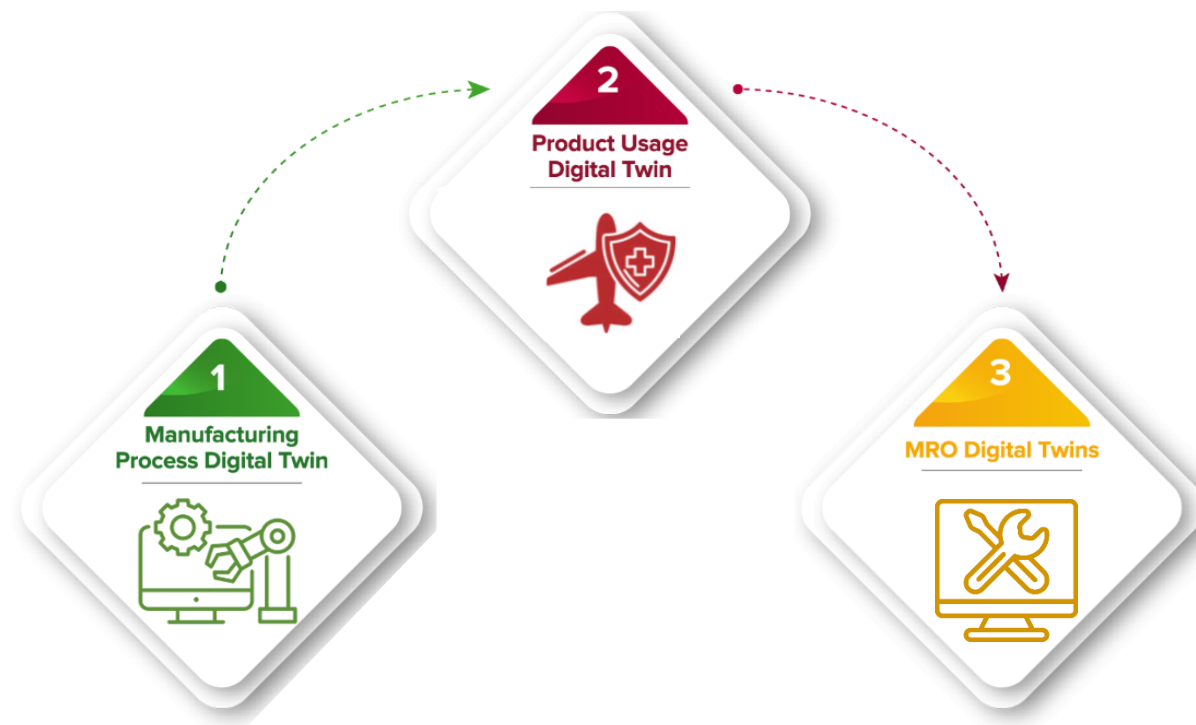 1
Manufacturing
Process Digital Twin
2
Product Usage
Digital Twin
3
MRO Digital Twins